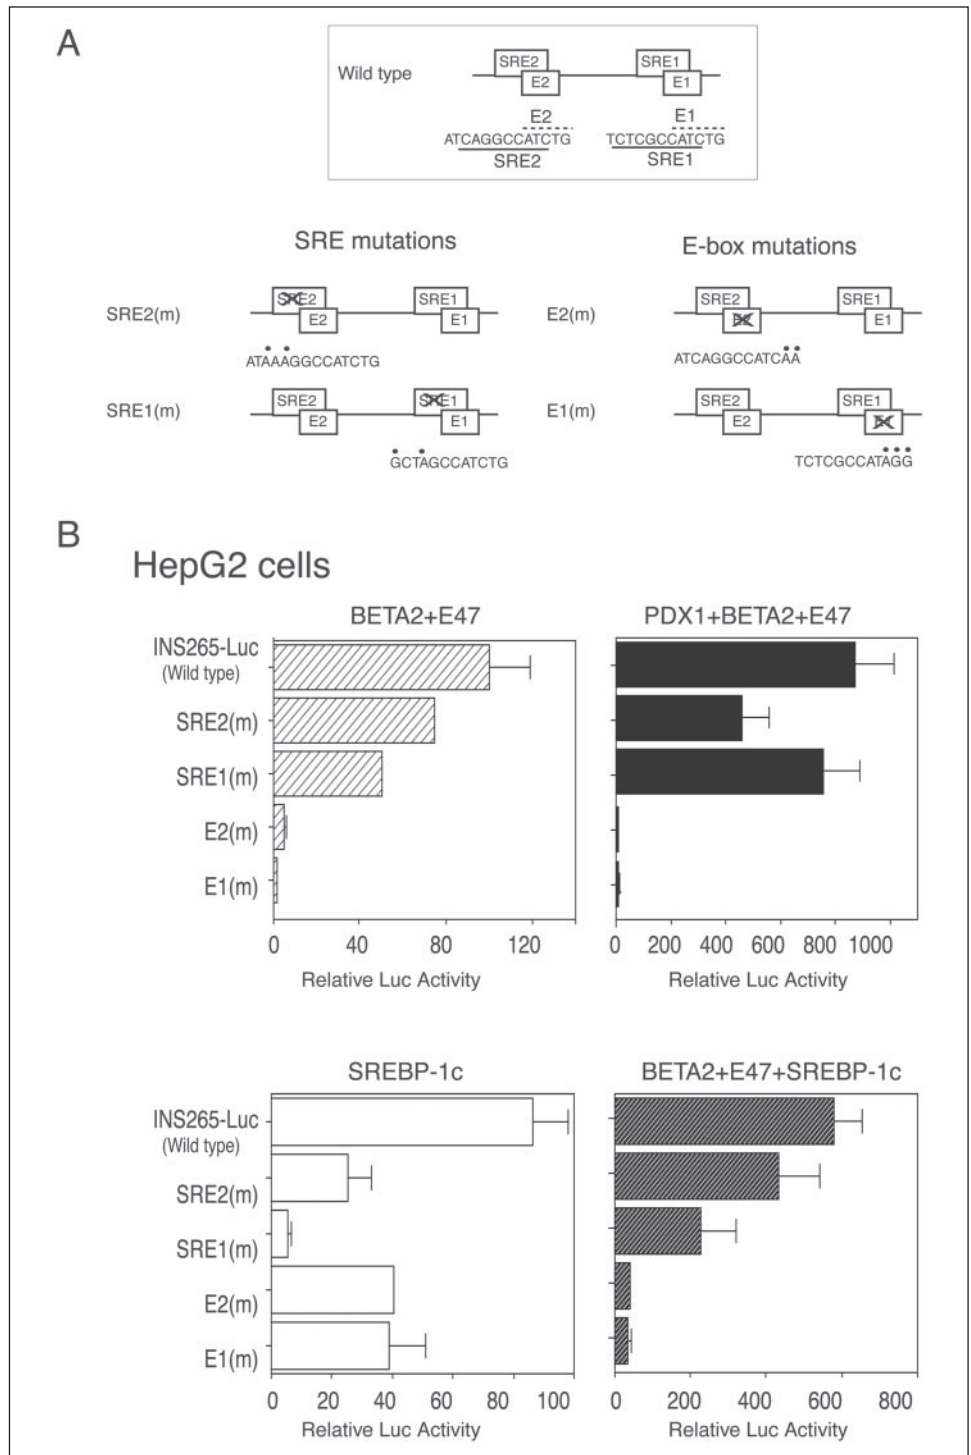 A
Wild type
SRE2
E2
SRE1
E1
E2
E1
ATCAGGCCATCTG
TCTCGCCATCTG
SRE2
SRE1
SRE mutations
E-box mutations
SRE2(m)
SRE2
E2
SRE1
E1
ATAAAGGCCATCTG
E2(m)
SRE2
E2
SRE1
E1
ATCAGGCCATCAA
SRE1(m)
SRE2
E2
SRE1
E1
GCTAGCCATCTG
E1(m)
SRE2
E2
SRE1
E1
TCTCGCCATAGG
B
HepG2 cells
BETA2+E47
PDX1+BETA2+E47
INS265-Luc
(Wild type)
SRE2(m)
SRE1(m)
E2(m)
E1(m)
0 40 80 120
0 200 400 600 800 1000
Relative Luc Activity
Relative Luc Activity
SREBP-1c
BETA2+E47+SREBP-1c
INS265-Luc
(Wild type)
SRE2(m)
SRE1(m)
E2(m)
E1(m)
0 20 40 60 80 100
0 200 400 600 800
Relative Luc Activity
Relative Luc Activity